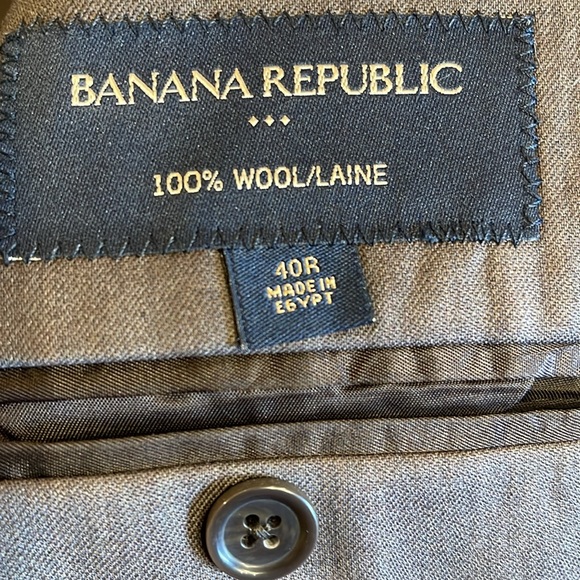 BANANA REPUBLIC
100% WOOL/LAINE
40R
MADE IN
EGYPT